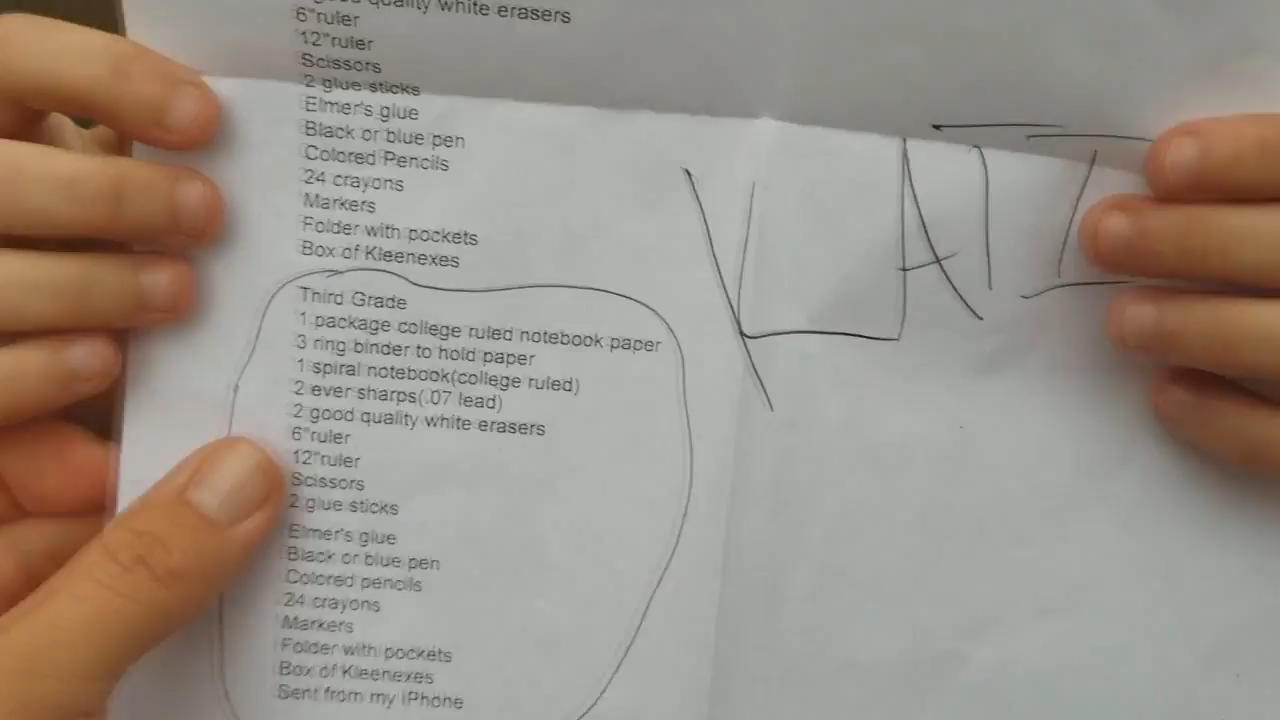 good quality white erasers
6"ruler
12"ruler
Scissors
2 glue sticks
Elmer's glue
Black or blue pen
Colored Pencils
24 crayons
Markers
Folder with pockets
Box of Kleenexes
Third Grade
1 package college ruled notebook paper
3 ring binder to hold paper
1 spiral notebook(college ruled)
2 ever sharps(.07 lead)
2 good quality white erasers
6"ruler
12"ruler
Scissors
2 glue sticks
Elmer's glue
Black or blue pen
Colored pencils
24 crayons
Markers
Folder with pockets
Box of Kleenexes
Sent from my iPhone